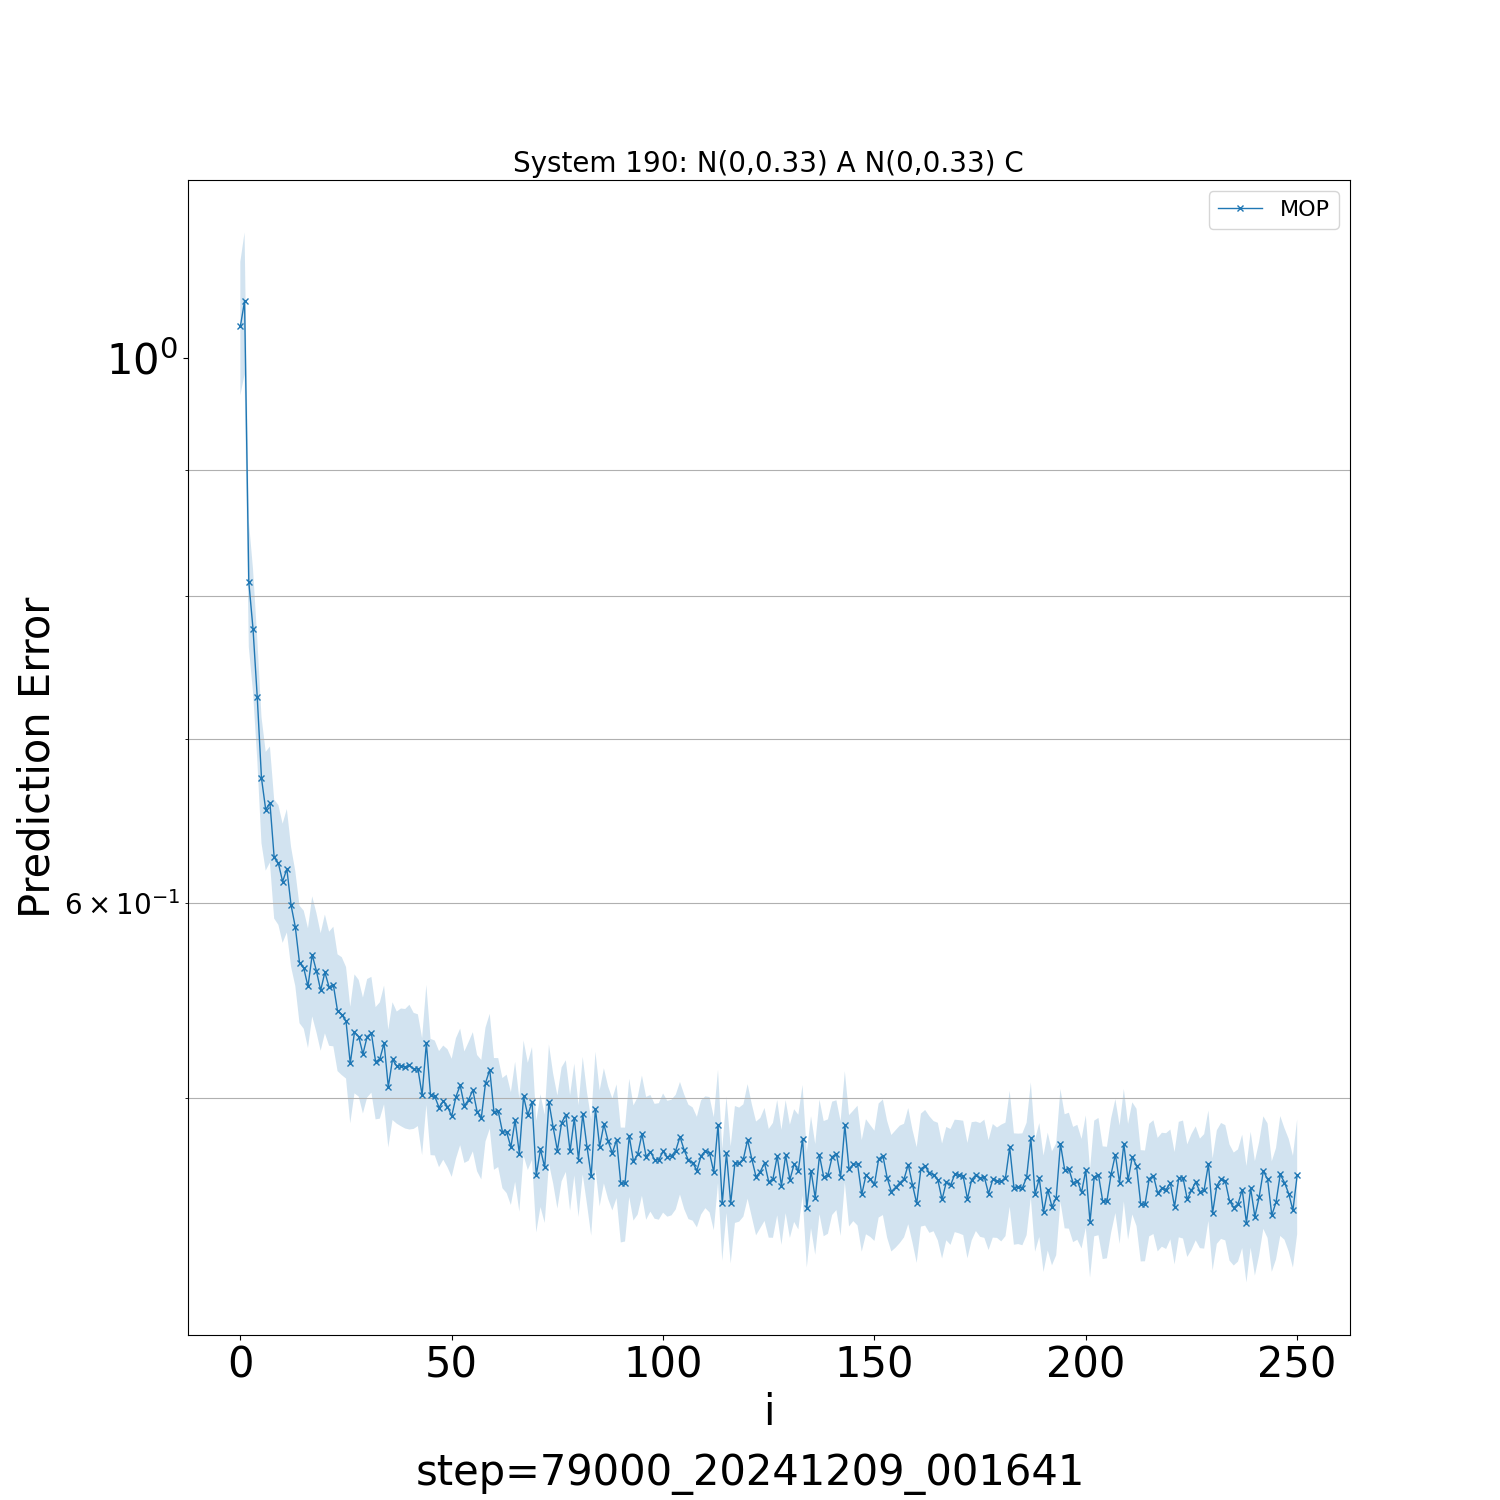 System 190: N(0,0.33) A N(0,0.33) C
MOP
10⁰
6 × 10⁻¹
Prediction Error
0 50 100 150 200 250
i
step=79000_20241209_001641